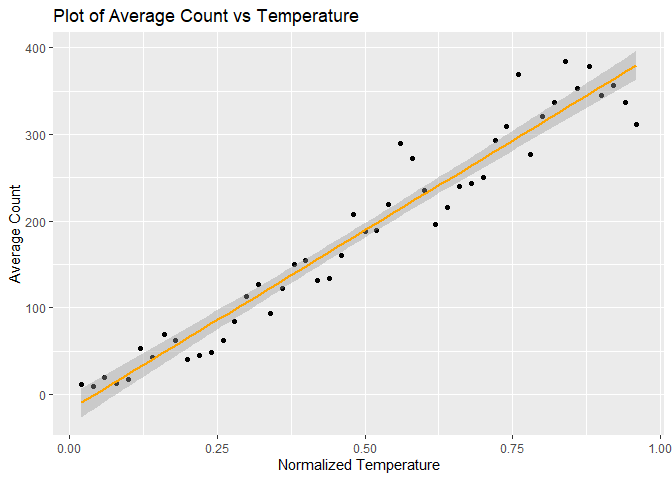 Plot of Average Count vs Temperature
400
300
200
100
0
Average Count
0.00 0.25 0.50 0.75 1.00
Normalized Temperature